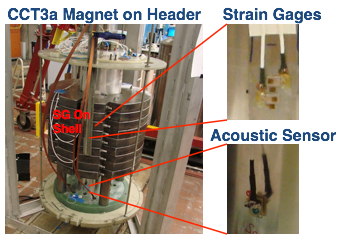 CCT3a Magnet on Header
Strain Gages
SG On
Shell
Acoustic Sensor